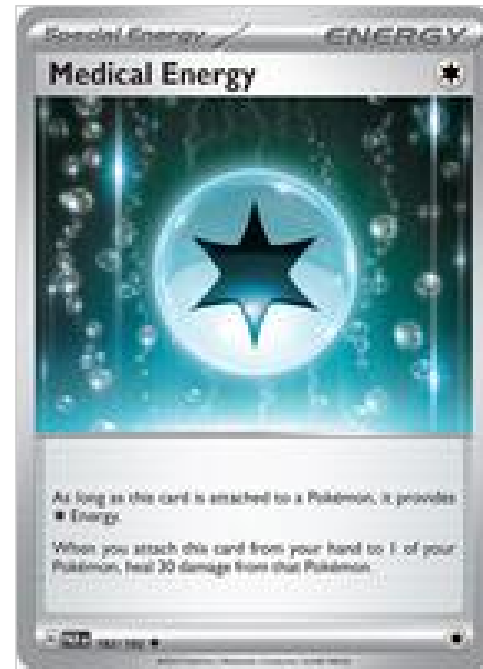 Special Energy ENERGY
Medical Energy
As long as this card is attached to a Pokémon, it provides
Energy.
When you attach this card from your hand to 1 of your
Pokémon, heal 30 damage from that Pokémon.